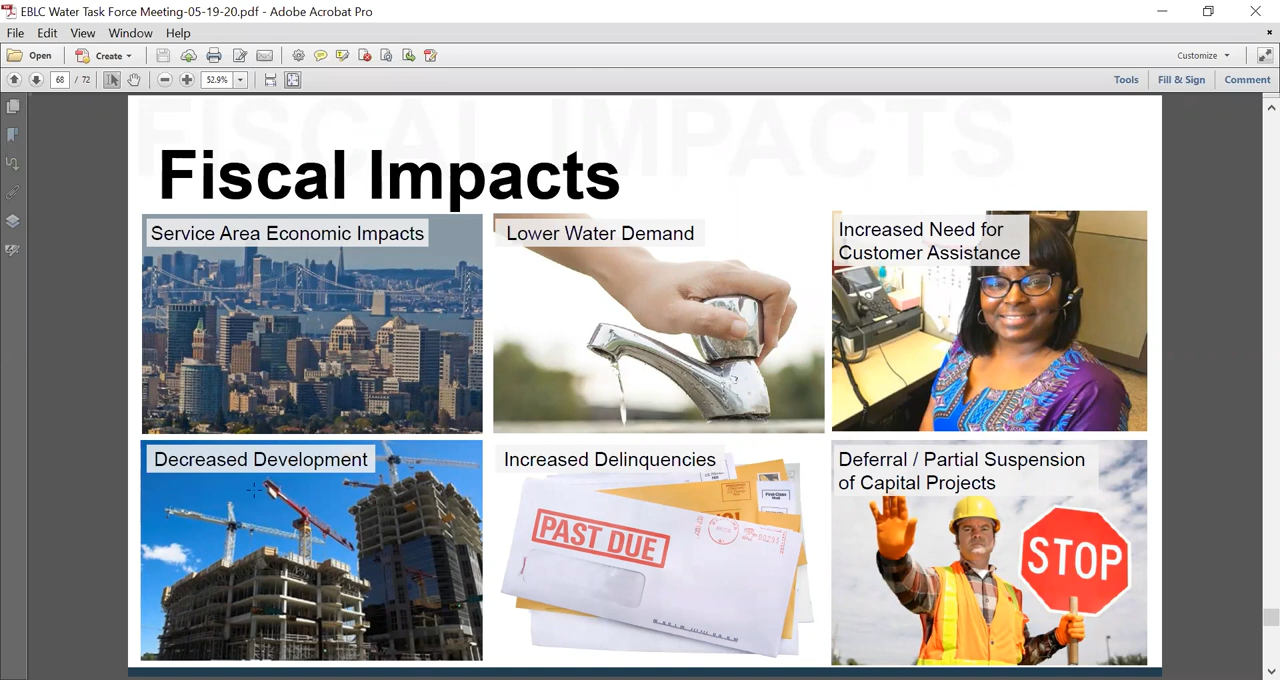 EBLC Water Task Force Meeting-05-19-20.pdf - Adobe Acrobat Pro
File Edit View Window Help
Open Create Customize
68 / 72 52.9% Tools Fill & Sign Comment
FISCAL IMPACTS
Fiscal Impacts
Service Area Economic Impacts
Lower Water Demand
Increased Need for
Customer Assistance
Decreased Development
Increased Delinquencies
PAST DUE
First-Class
Deferral / Partial Suspension
of Capital Projects
STOP